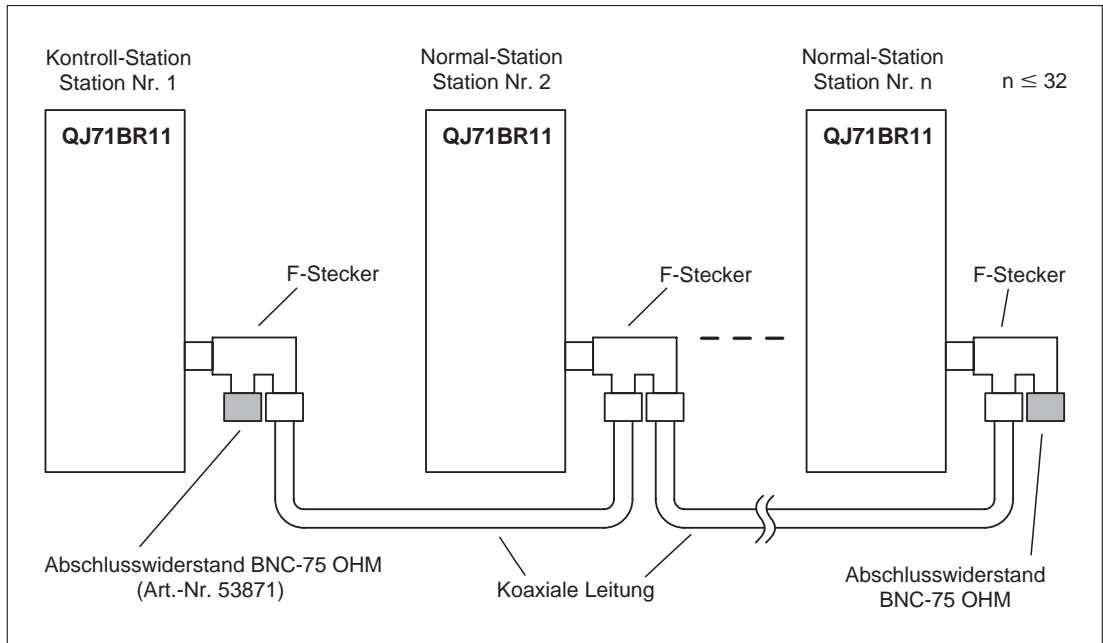 Kontroll-Station
Station Nr. 1
Normal-Station
Station Nr. 2
Normal-Station
Station Nr. n
n ≤ 32
QJ71BR11
QJ71BR11
QJ71BR11
F-Stecker
F-Stecker
F-Stecker
Abschlusswiderstand BNC-75 OHM
(Art.-Nr. 53871)
Koaxiale Leitung
Abschlusswiderstand
BNC-75 OHM